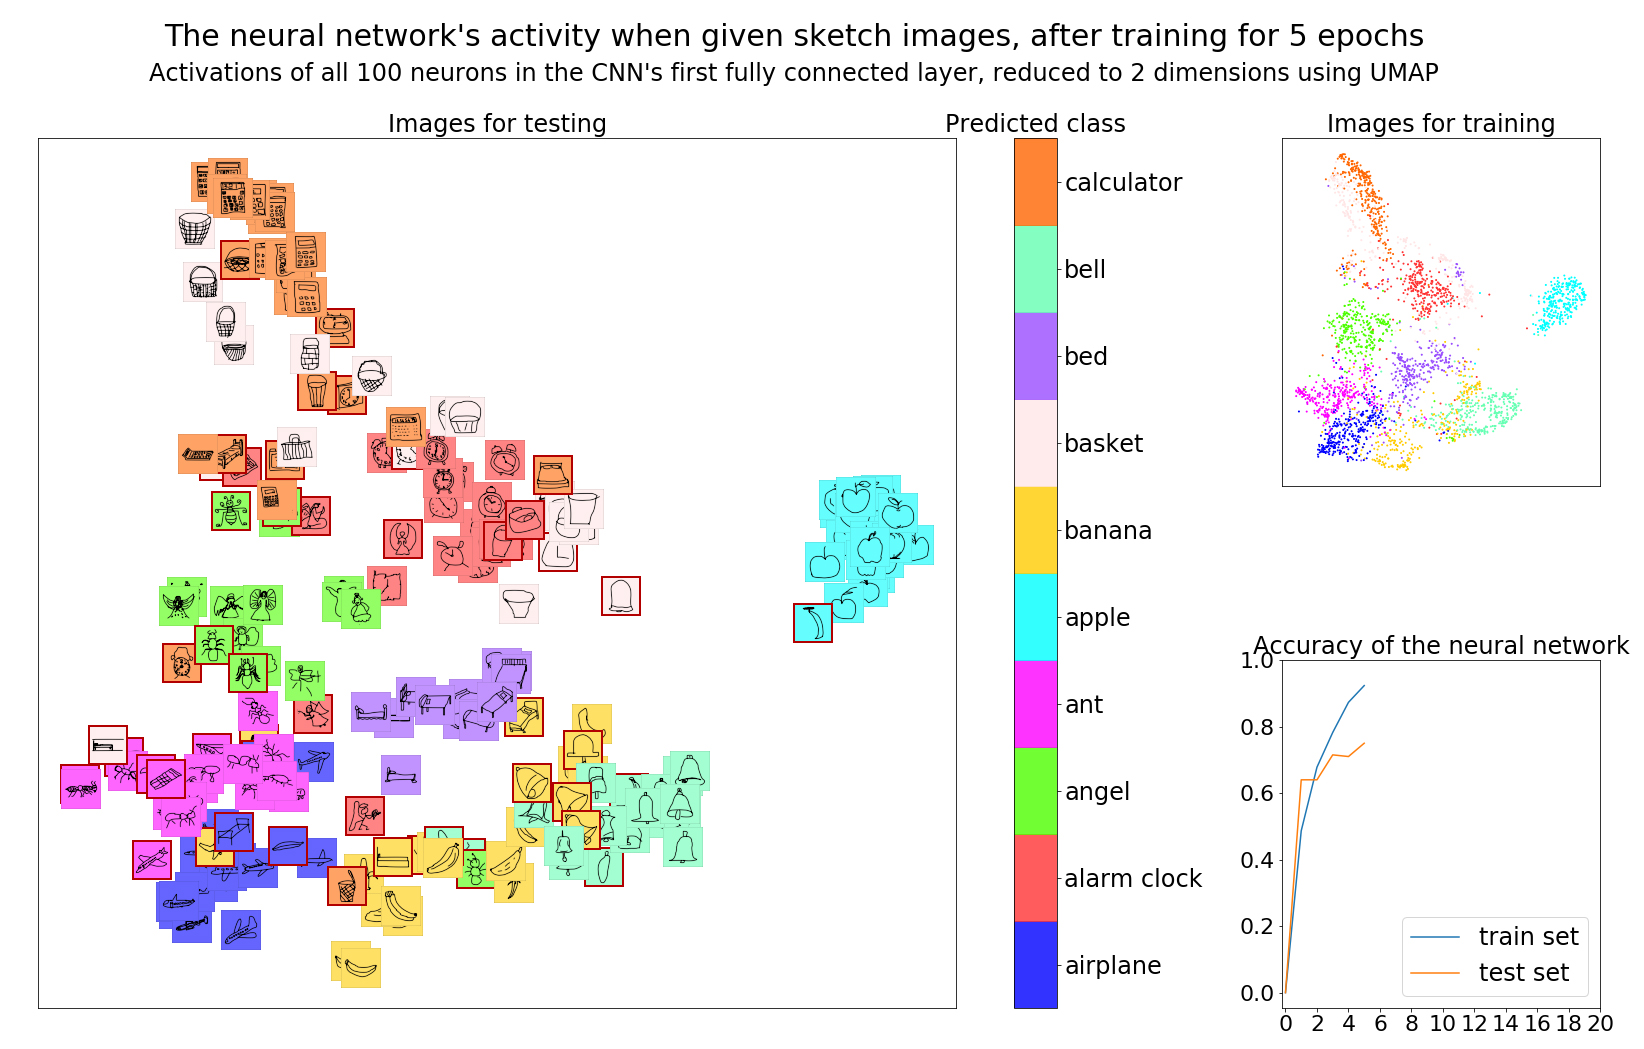 The neural network's activity when given sketch images, after training for 5 epochs
Activations of all 100 neurons in the CNN's first fully connected layer, reduced to 2 dimensions using UMAP
Images for testing
Predicted class
calculator
bell
bed
basket
banana
apple
ant
angel
alarm clock
airplane
Images for training
Accuracy of the neural network
1.0
0.8
0.6
0.4
0.2
0.0
train set
test set
0 2 4 6 8 10 12 14 16 18 20